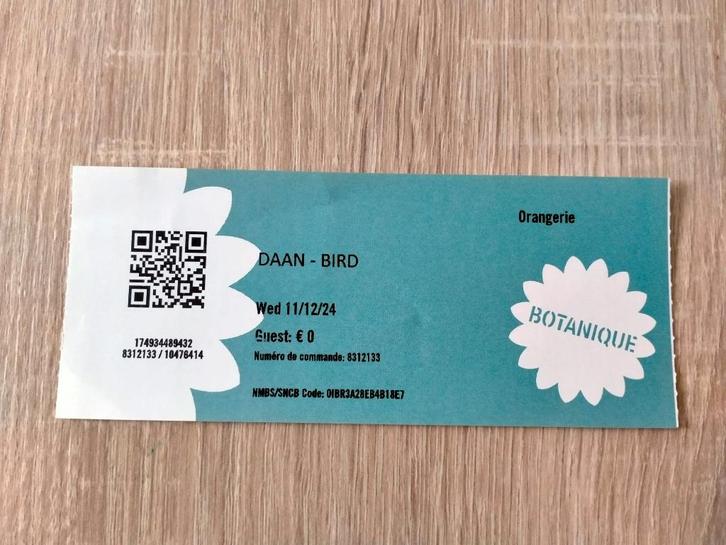 Orangerie
DAAN - BIRD
Wed 11/12/24
Guest: € 0
Numéro de commande: 8312133
NMBS/SNCB Code: 0IBR3A28EB4B18E7
174934489432
8312133 / 10476414
BOTANIQUE